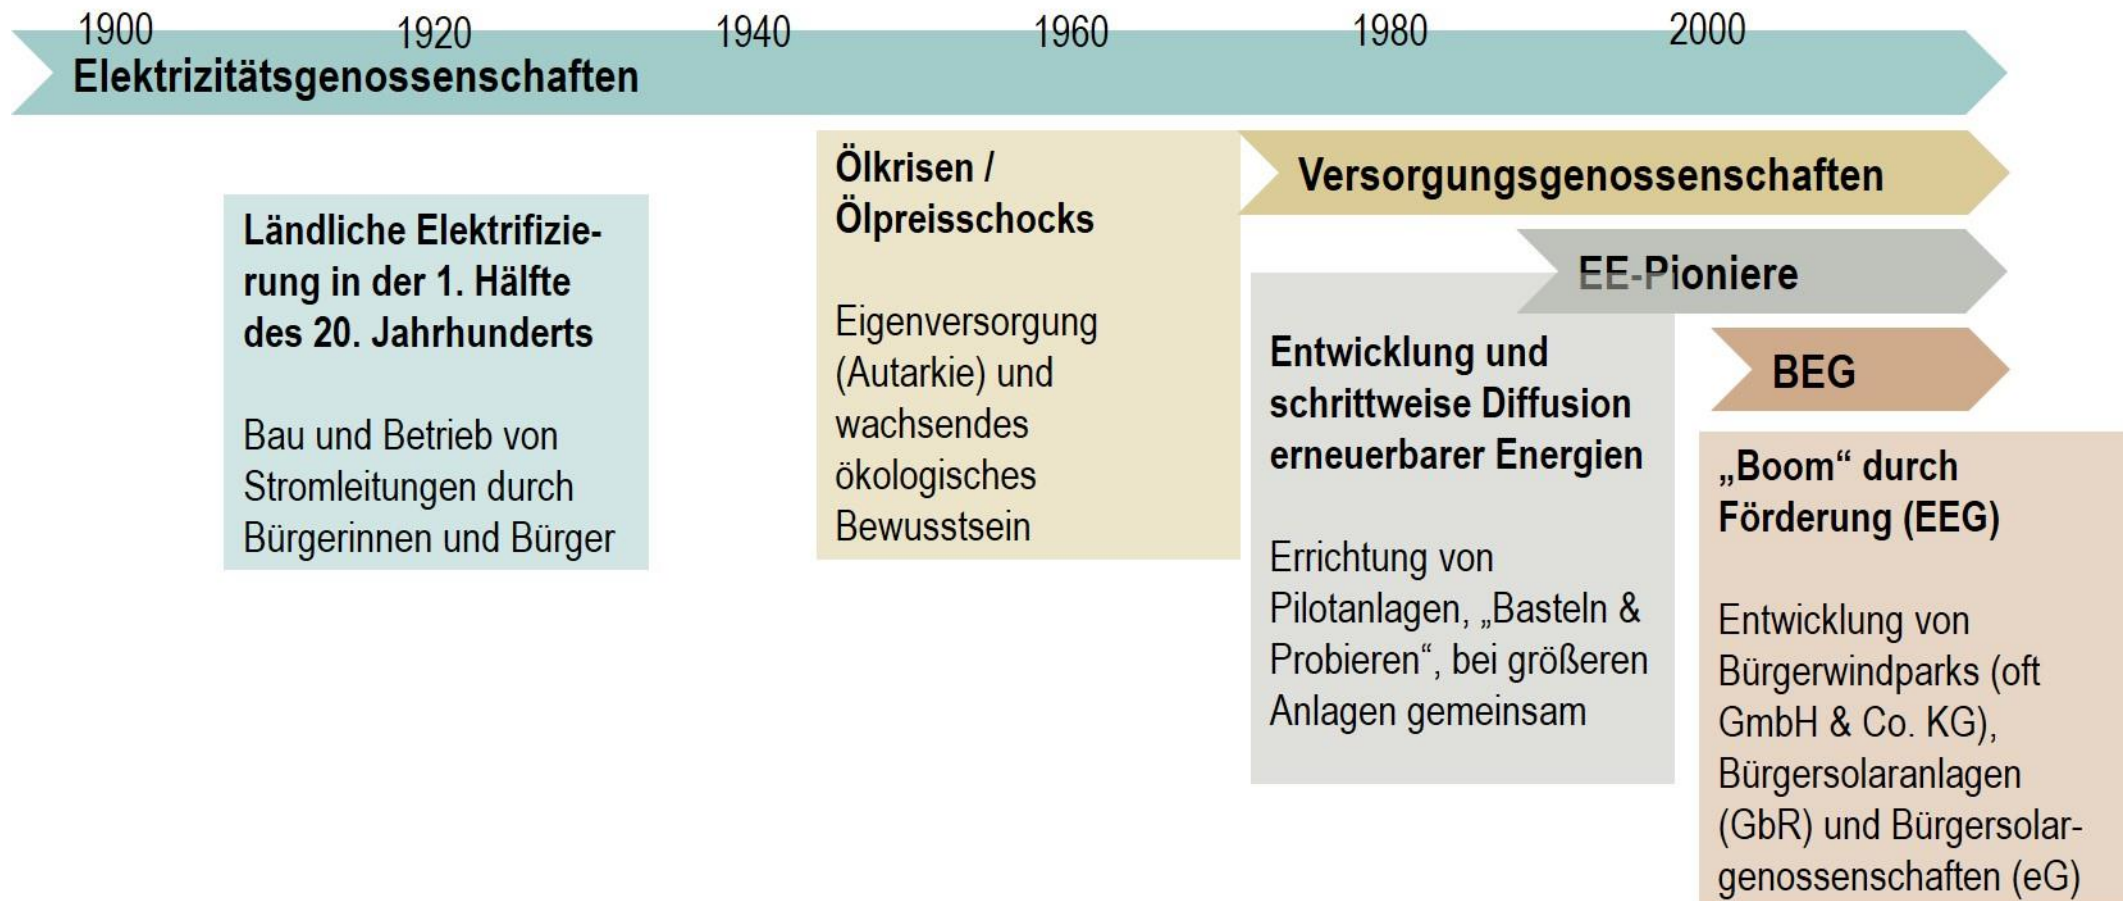 1900 1920 1940 1960 1980 2000
Elektrizitätsgenossenschaften
Ländliche Elektrifizie-
rung in der 1. Hälfte
des 20. Jahrhunderts
Bau und Betrieb von
Stromleitungen durch
Bürgerinnen und Bürger
Ölkrisen /
Ölpreisschocks
Eigenversorgung
(Autarkie) und
wachsendes
ökologisches
Bewusstsein
Versorgungsgenossenschaften
EE-Pioniere
Entwicklung und
schrittweise Diffusion
erneuerbarer Energien
Errichtung von
Pilotanlagen, „Basteln &
Probieren“, bei größeren
Anlagen gemeinsam
BEG
„Boom“ durch
Förderung (EEG)
Entwicklung von
Bürgerwindparks (oft
GmbH & Co. KG),
Bürgersolaranlagen
(GbR) und Bürgersolar-
genossenschaften (eG)